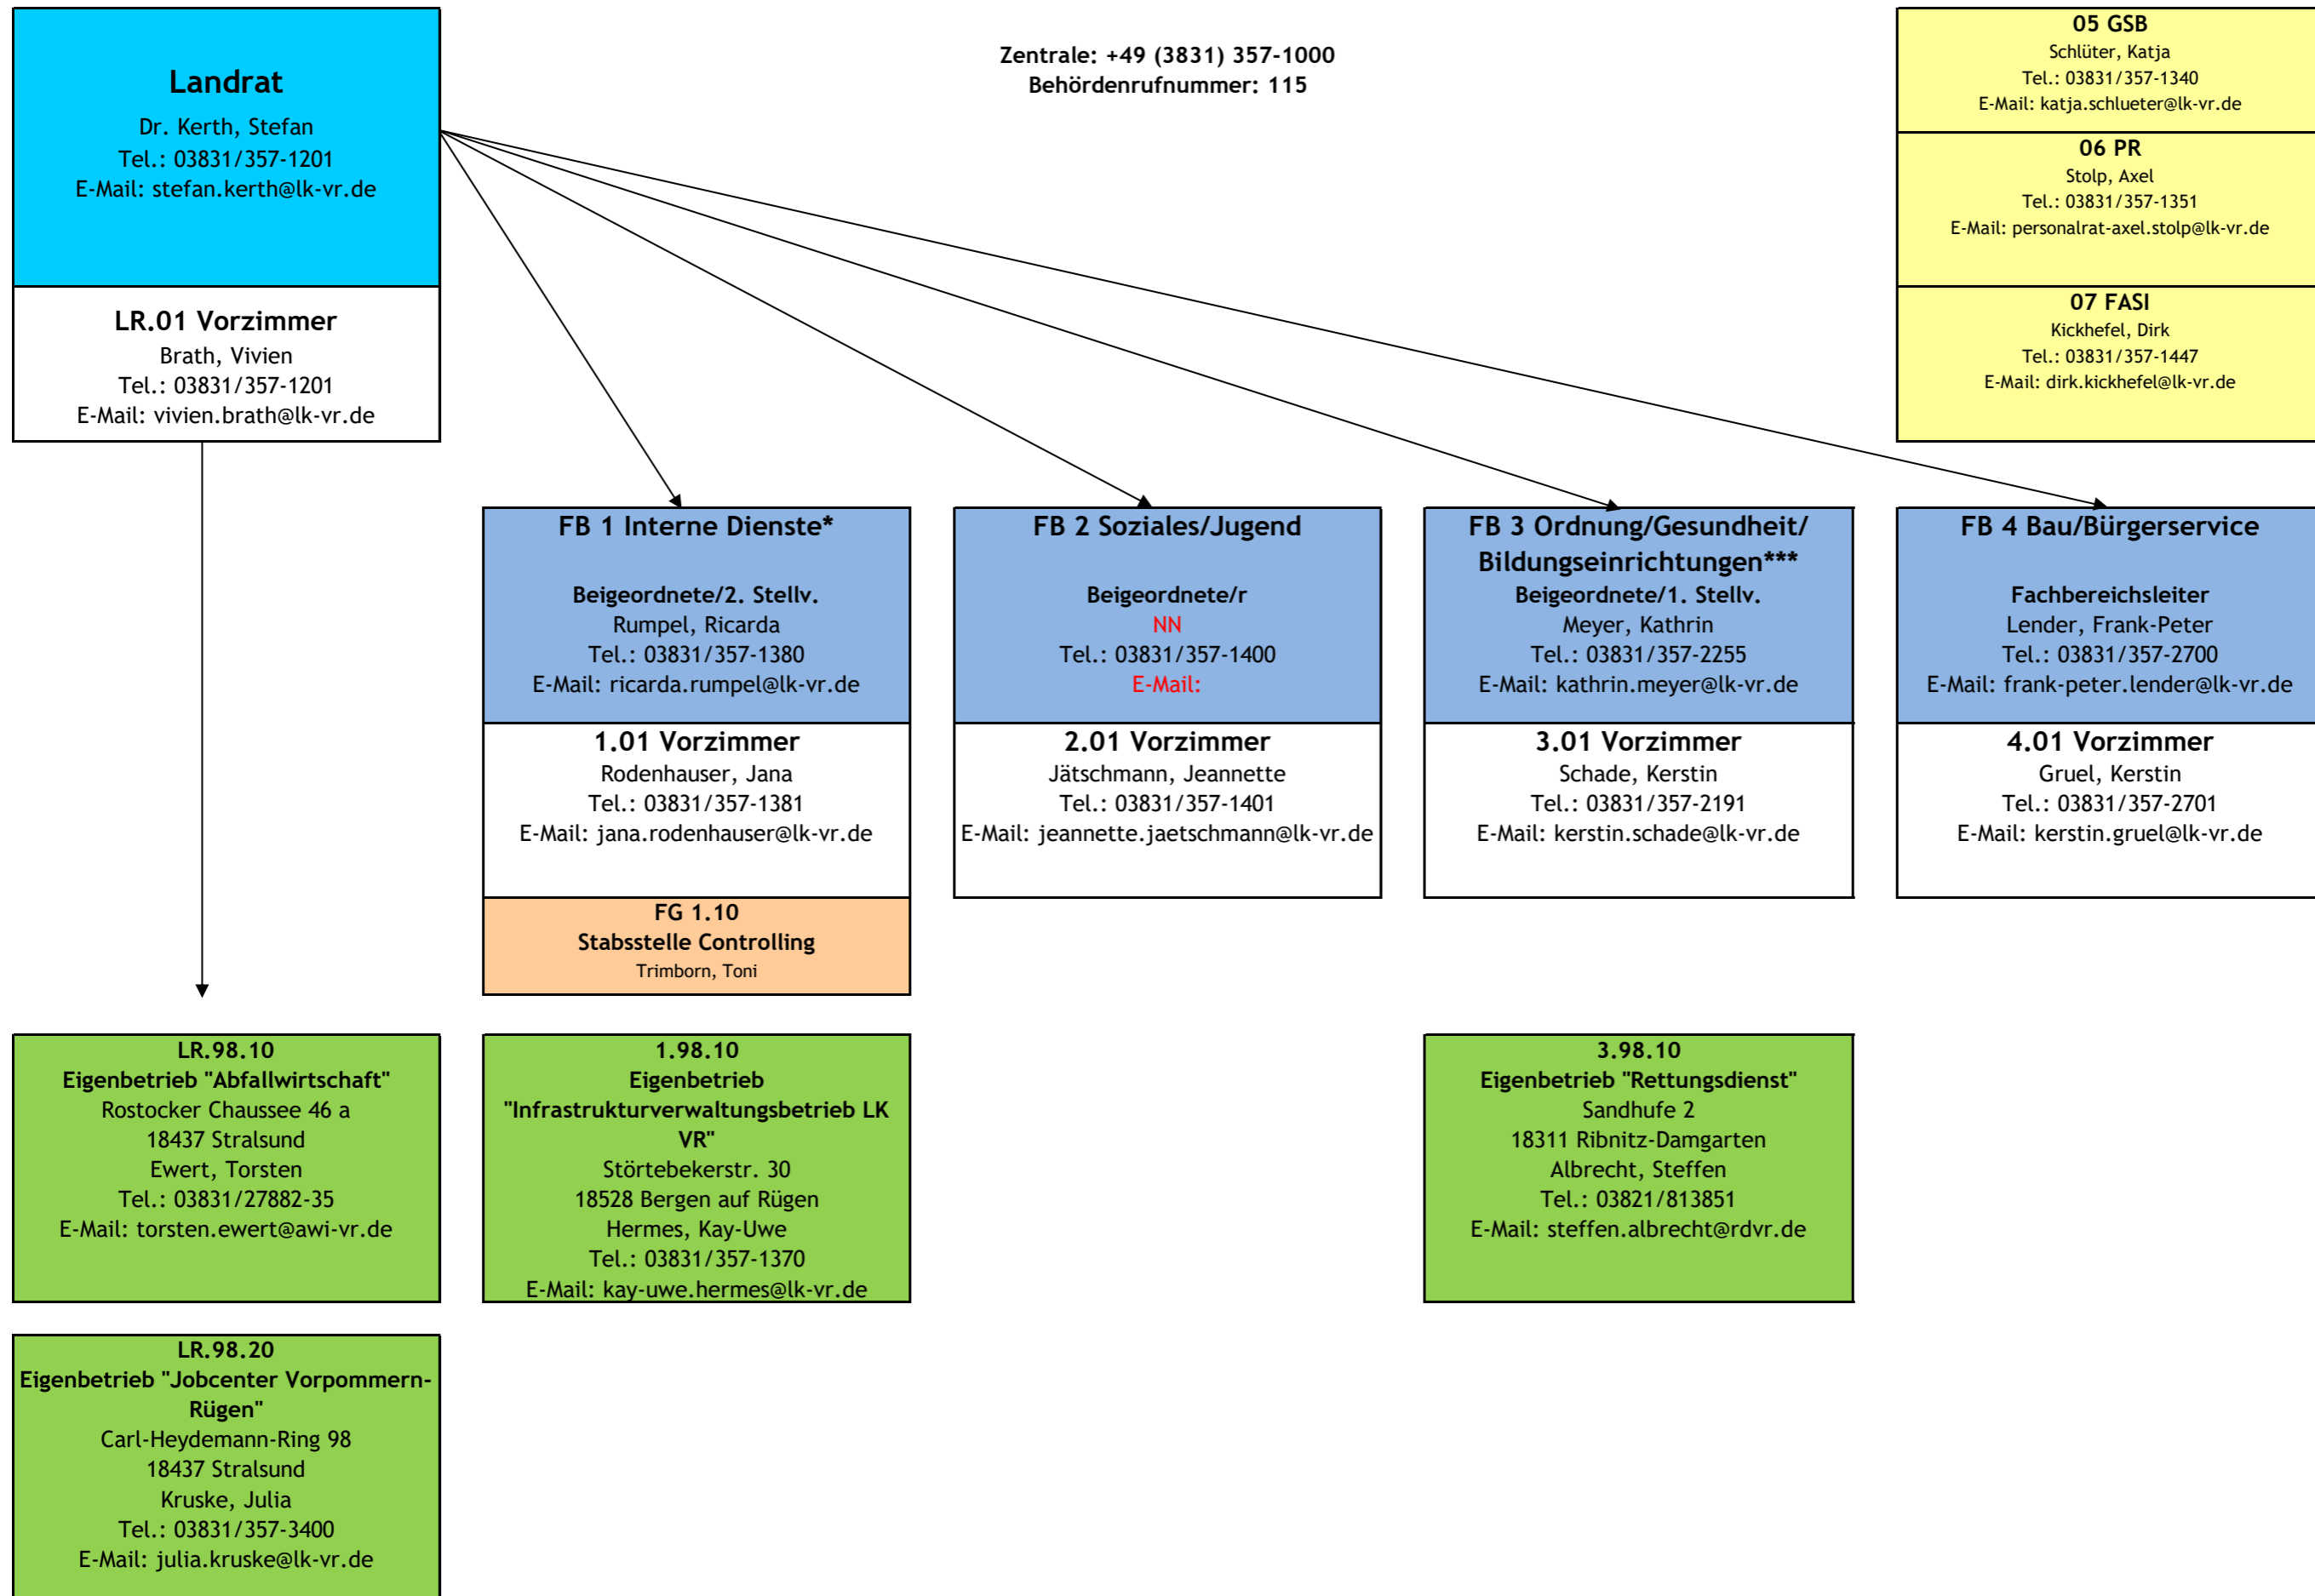 Landrat
Dr. Kerth, Stefan
Tel.: 03831/357-1201
E-Mail: stefan.kerth@lk-vr.de
LR.01 Vorzimmer
Brath, Vivien
Tel.: 03831/357-1201
E-Mail: vivien.brath@lk-vr.de
Zentrale: +49 (3831) 357-1000
Behördenrufnummer: 115
05 GSB
Schlüter, Katja
Tel.: 03831/357-1340
E-Mail: katja.schlueter@lk-vr.de
06 PR
Stolp, Axel
Tel.: 03831/357-1351
E-Mail: personalrat-axel.stolp@lk-vr.de
07 FASI
Kickhefel, Dirk
Tel.: 03831/357-1447
E-Mail: dirk.kickhefel@lk-vr.de
FB 1 Interne Dienste*
Beigeordnete/2. Stellv.
Rumpel, Ricarda
Tel.: 03831/357-1380
E-Mail: ricarda.rumpel@lk-vr.de
1.01 Vorzimmer
Rodenhauser, Jana
Tel.: 03831/357-1381
E-Mail: jana.rodenhauser@lk-vr.de
FG 1.10
Stabsstelle Controlling
Trimborn, Toni
FB 2 Soziales/Jugend
Beigeordnete/r
NN
Tel.: 03831/357-1400
E-Mail:
2.01 Vorzimmer
Jätschmann, Jeannette
Tel.: 03831/357-1401
E-Mail: jeannette.jaetschmann@lk-vr.de
FB 3 Ordnung/Gesundheit/
Bildungseinrichtungen***
Beigeordnete/1. Stellv.
Meyer, Kathrin
Tel.: 03831/357-2255
E-Mail: kathrin.meyer@lk-vr.de
3.01 Vorzimmer
Schade, Kerstin
Tel.: 03831/357-2191
E-Mail: kerstin.schade@lk-vr.de
FB 4 Bau/Bürgerservice
Fachbereichsleiter
Lender, Frank-Peter
Tel.: 03831/357-2700
E-Mail: frank-peter.lender@lk-vr.de
4.01 Vorzimmer
Gruel, Kerstin
Tel.: 03831/357-2701
E-Mail: kerstin.gruel@lk-vr.de
LR.98.10
Eigenbetrieb "Abfallwirtschaft"
Rostocker Chaussee 46 a
18437 Stralsund
Ewert, Torsten
Tel.: 03831/27882-35
E-Mail: torsten.ewert@awi-vr.de
1.98.10
Eigenbetrieb
"Infrastrukturverwaltungsbetrieb LK
VR"
Störtebekerstr. 30
18528 Bergen auf Rügen
Hermes, Kay-Uwe
Tel.: 03831/357-1370
E-Mail: kay-uwe.hermes@lk-vr.de
3.98.10
Eigenbetrieb "Rettungsdienst"
Sandhufe 2
18311 Ribnitz-Damgarten
Albrecht, Steffen
Tel.: 03821/813851
E-Mail: steffen.albrecht@rdvr.de
LR.98.20
Eigenbetrieb "Jobcenter Vorpommern-
Rügen"
Carl-Heydemann-Ring 98
18437 Stralsund
Kruske, Julia
Tel.: 03831/357-3400
E-Mail: julia.kruske@lk-vr.de